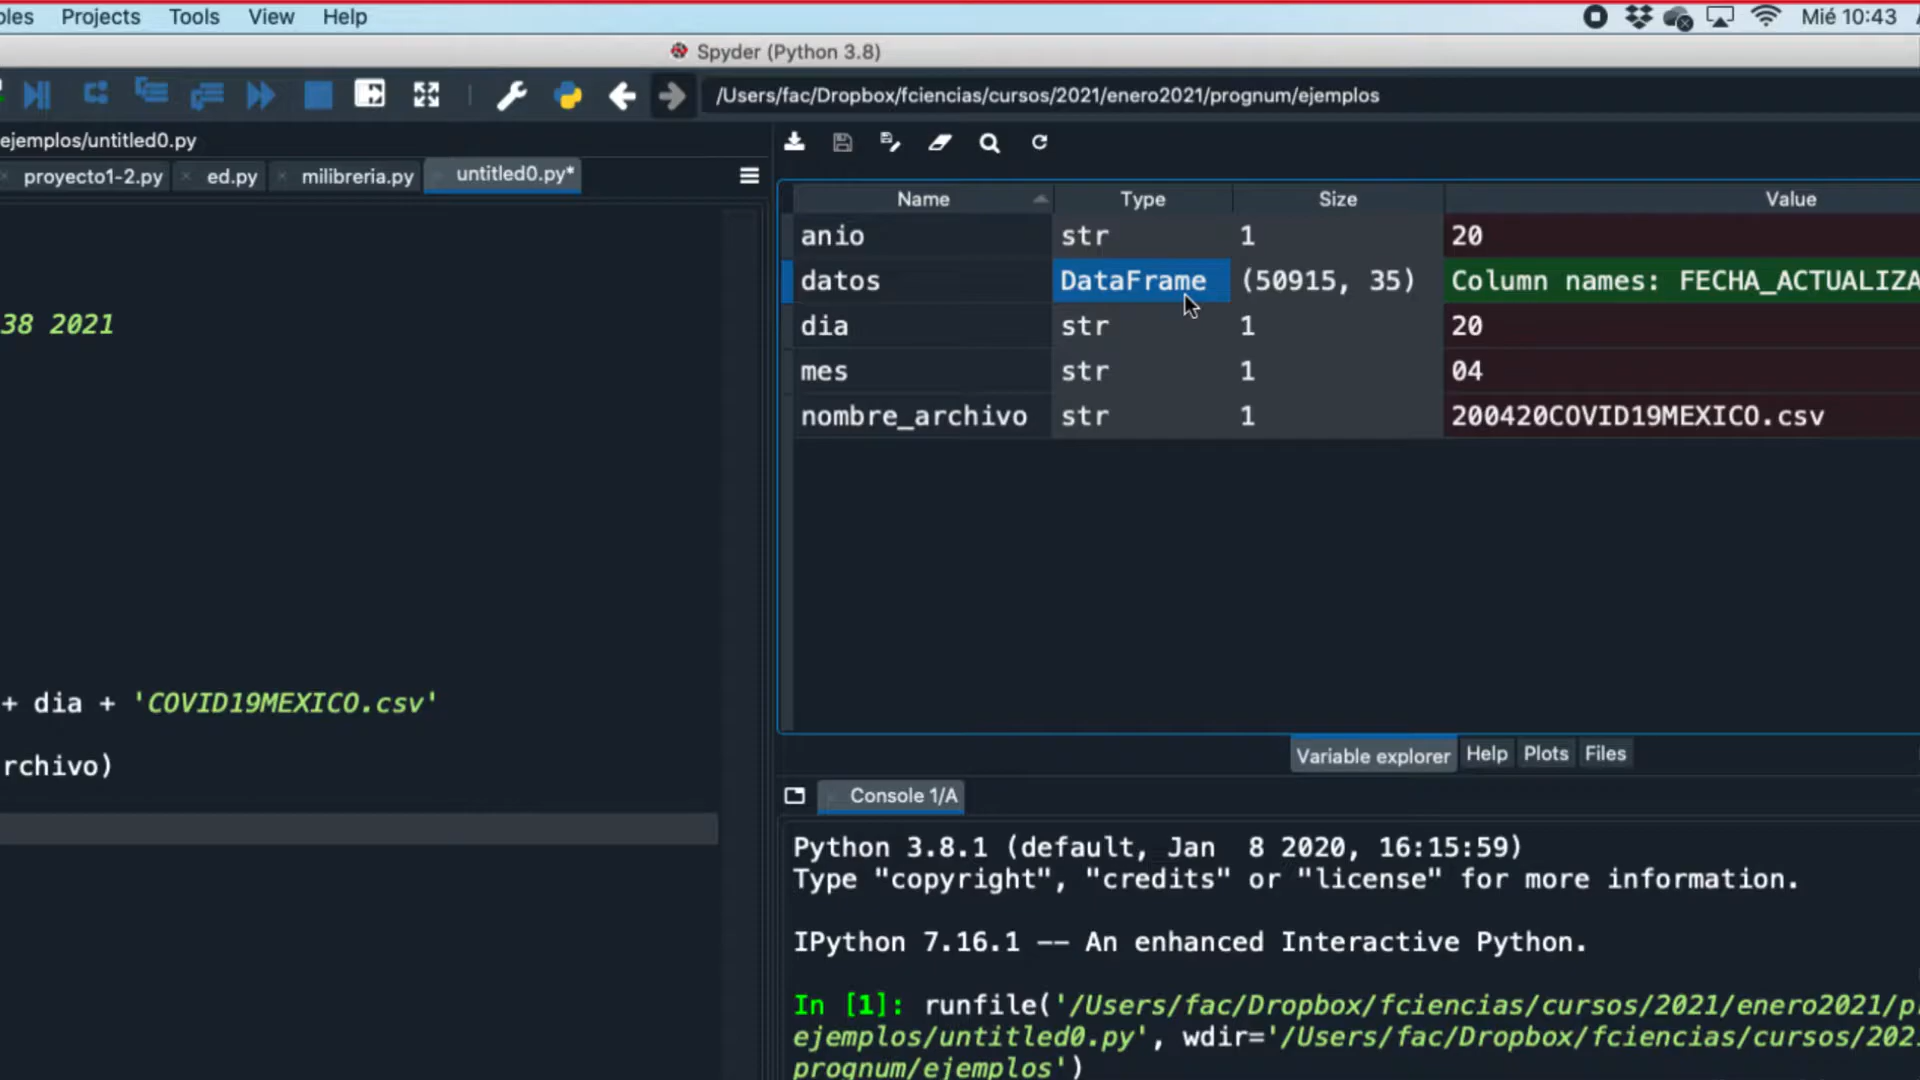 Projects Tools View Help Mié 10:43
Spyder (Python 3.8)
/Users/fac/Dropbox/fciencias/cursos/2021/enero2021/prognum/ejemplos
ejemplos/untitled0.py
proyecto1-2.py ed.py milibreria.py untitled0.py*
38 2021
+ dia + 'COVID19MEXICO.csv'
rchivo)
Name Type Size Value
anio str 1 20
datos DataFrame (50915, 35) Column names: FECHA_ACTUALIZA
dia str 1 20
mes str 1 04
nombre_archivo str 1 200420COVID19MEXICO.csv
Variable explorer Help Plots Files
Console 1/A
Python 3.8.1 (default, Jan 8 2020, 16:15:59)
Type "copyright", "credits" or "license" for more information.
IPython 7.16.1 -- An enhanced Interactive Python.
In [1]: runfile('/Users/fac/Dropbox/fciencias/cursos/2021/enero2021/p
ejemplos/untitled0.py', wdir='/Users/fac/Dropbox/fciencias/cursos/202
prognum/ejemplos')